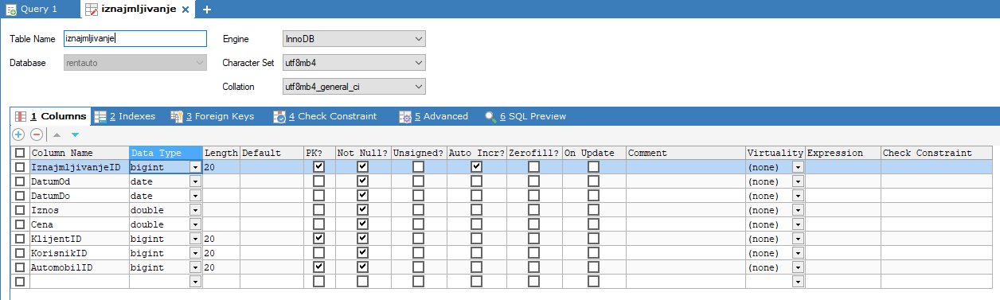 Query 1 iznajmljivanje
Table Name iznajmljivanje Engine InnoDB
Database rentauto Character Set utf8mb4
Collation utf8mb4_general_ci
1 Columns 2 Indexes 3 Foreign Keys 4 Check Constraint 5 Advanced 6 SQL Preview
Column Name Data Type Length Default PK? Not Null? Unsigned? Auto Incr? Zerofill? On Update Comment Virtuality Expression Check Constraint
IznajmljivanjeID bigint 20 (none)
DatumOd date (none)
DatumDo date (none)
Iznos double (none)
Cena double (none)
KlijentID bigint 20 (none)
KorisnikID bigint 20 (none)
AutomobilID bigint 20 (none)